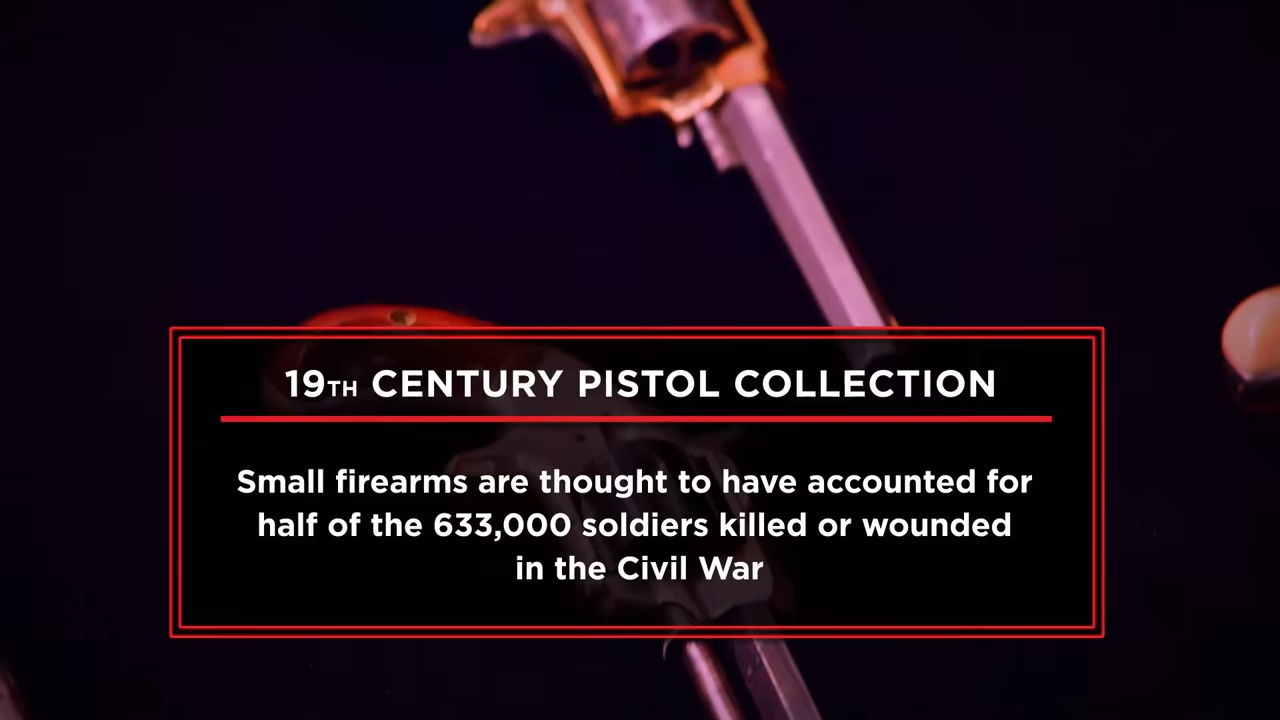 19TH CENTURY PISTOL COLLECTION
Small firearms are thought to have accounted for
half of the 633,000 soldiers killed or wounded
in the Civil War